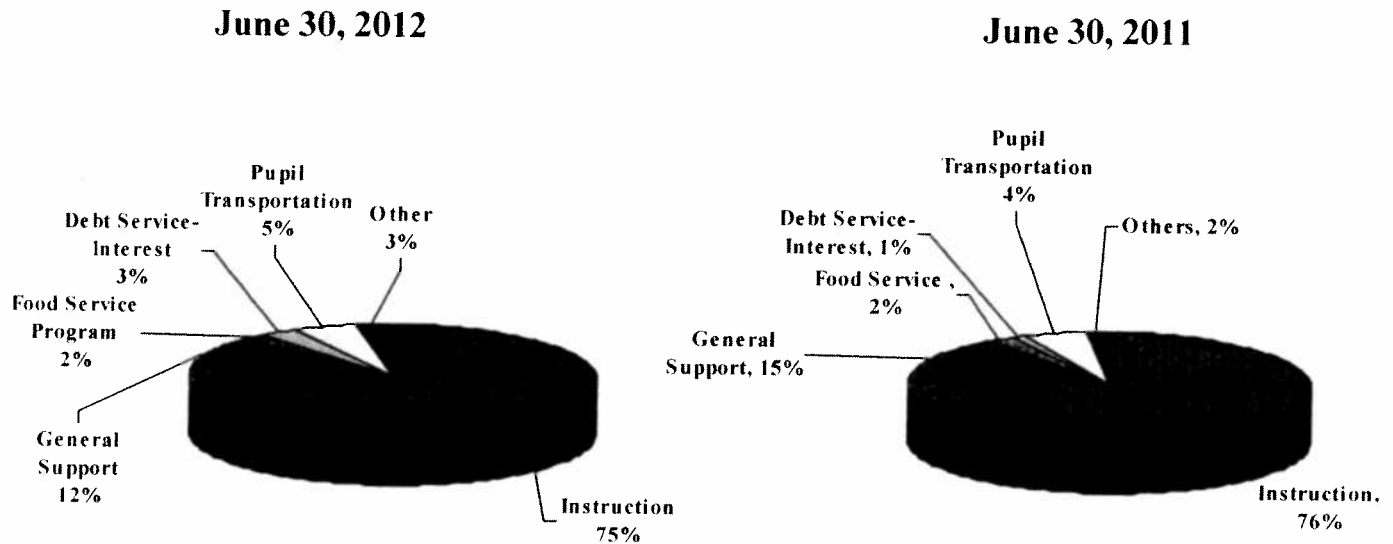 June 30, 2012
Pupil
Transportation
5%
Other
3%
Debt Service-
Interest
3%
Food Service
Program
2%
General
Support
12%
Instruction
75%
June 30, 2011
Pupil
Transportation
4%
Debt Service-
Interest, 1%
Others, 2%
Food Service ,
2%
General
Support, 15%
Instruction,
76%